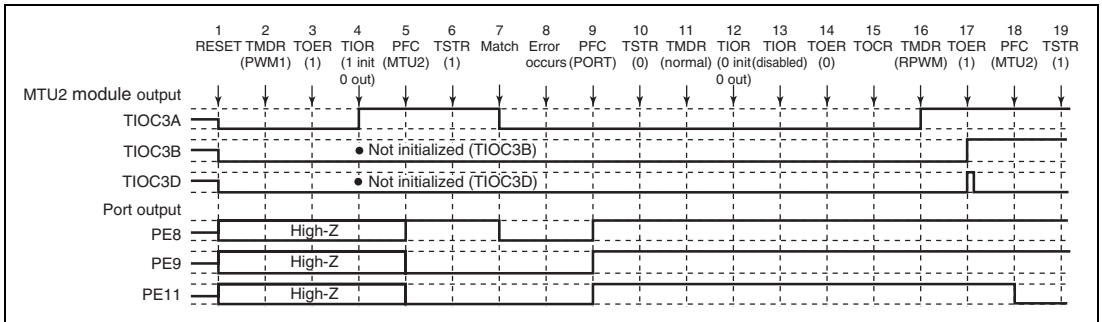 1 2 3 4 5 6 7 8 9 10 11 12 13 14 15 16 17 18 19
RESET TMDR TOER TIOR PFC TSTR Match Error PFC TSTR TMDR TIOR TIOR TOER TOCR TMDR TOER PFC TSTR
(PWM1) (1) (1 init (MTU2) (1) occurs (PORT) (0) (normal) (0 init (disabled) (0) (RPWM) (1) (MTU2) (1)
0 out) 0 out)
MTU2 module output
TIOC3A
TIOC3B • Not initialized (TIOC3B)
TIOC3D • Not initialized (TIOC3D)
Port output
PE8 High-Z
PE9 High-Z
PE11 High-Z